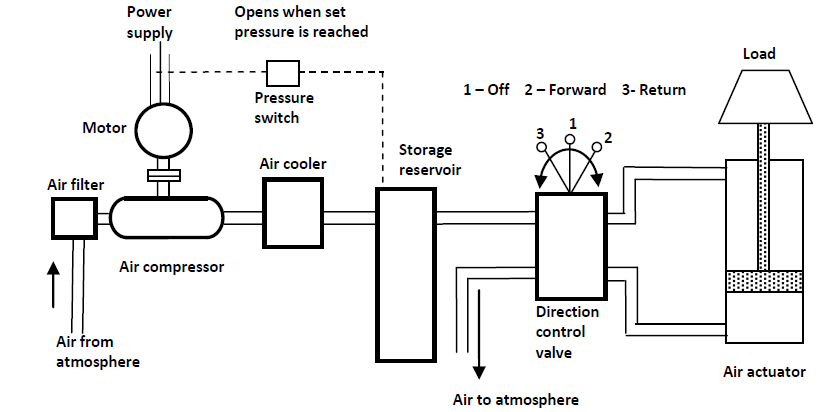 Power
supply
Opens when set
pressure is reached
Load
1 – Off 2 – Forward 3- Return
Pressure
switch
Motor
3
1
2
Storage
reservoir
Air cooler
Air filter
Air compressor
Direction
control
valve
Air from
atmosphere
Air actuator
Air to atmosphere